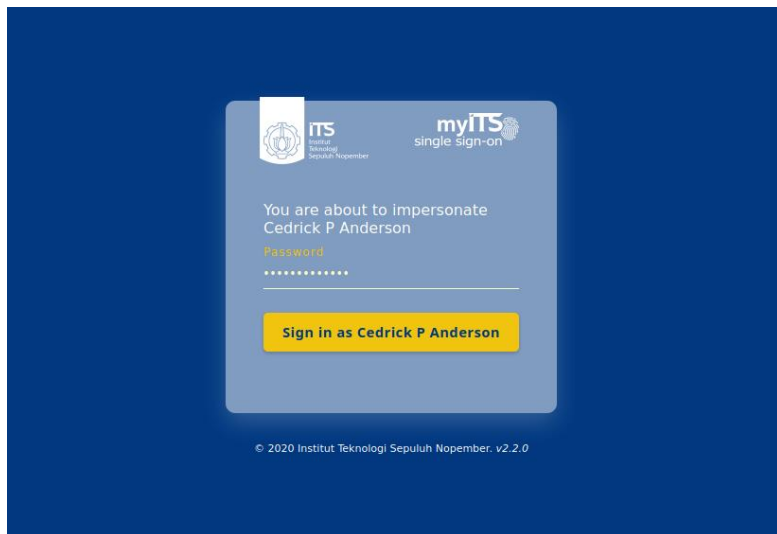 iTS
Institut
Teknologi
Sepuluh Nopember
myITS
single sign-on
You are about to impersonate
Cedrick P Anderson
Password
•••••••••••••
Sign in as Cedrick P Anderson
© 2020 Institut Teknologi Sepuluh Nopember. v2.2.0